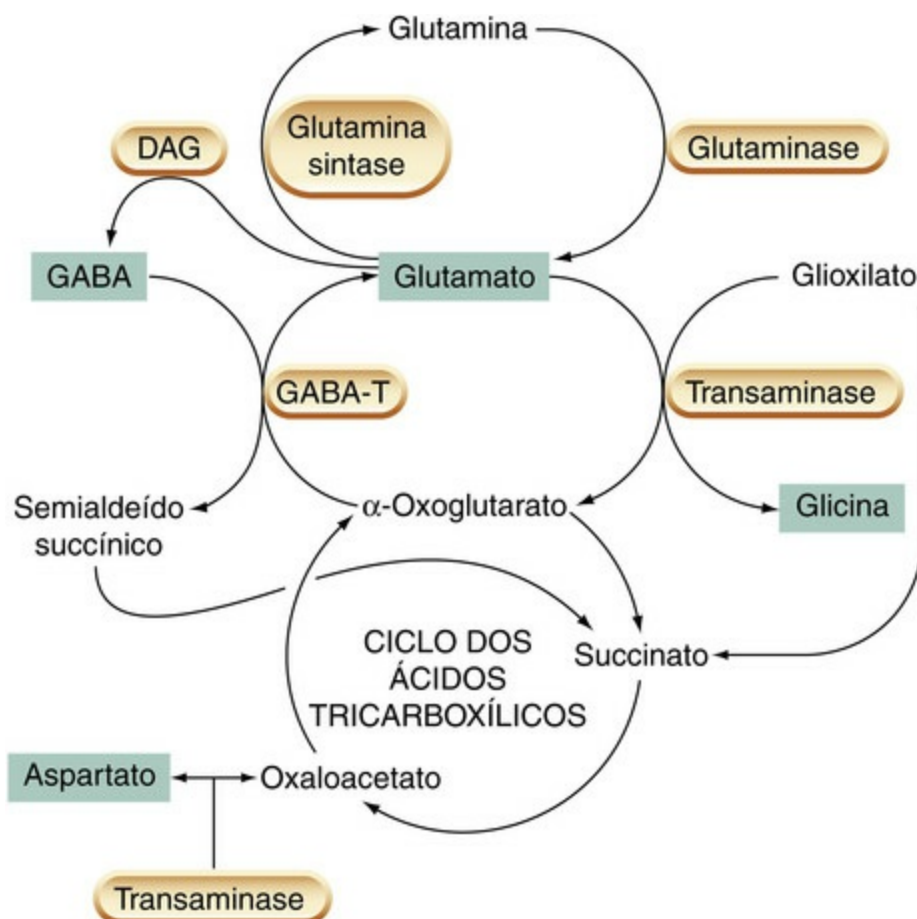 Glutamina
DAG
Glutamina
sintase
Glutaminase
GABA
Glutamato
Glioxilato
GABA-T
Transaminase
Semialdeído
succínico
α-Oxoglutarato
Glicina
CICLO DOS
ÁCIDOS
TRICARBOXÍLICOS
Succinato
Aspartato
Oxaloacetato
Transaminase